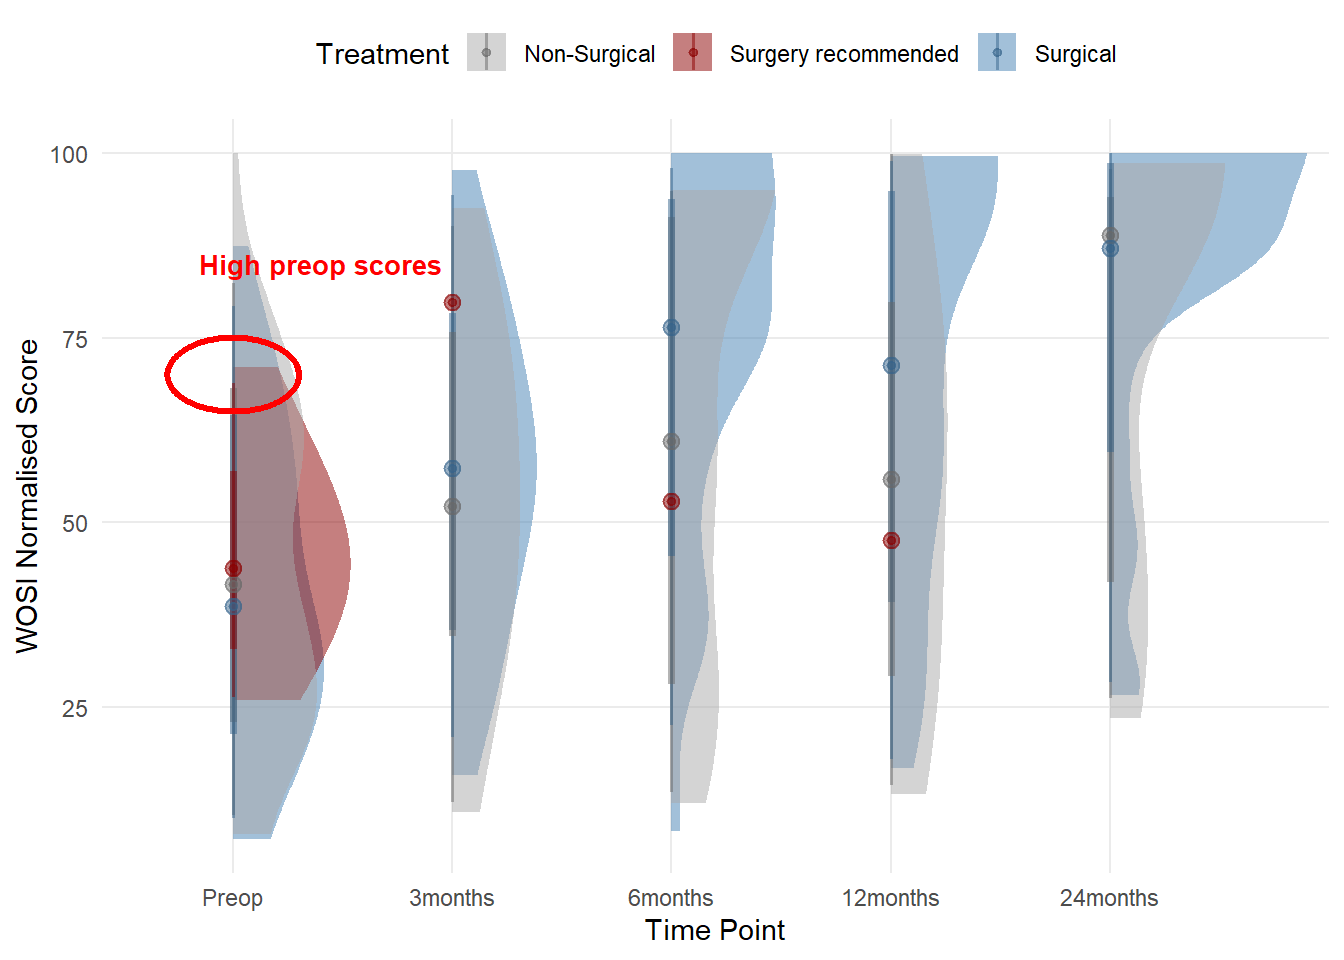 Treatment Non-Surgical Surgery recommended Surgical
100
High preop scores
75
50
25
WOSI Normalised Score
Preop 3months 6months 12months 24months
Time Point